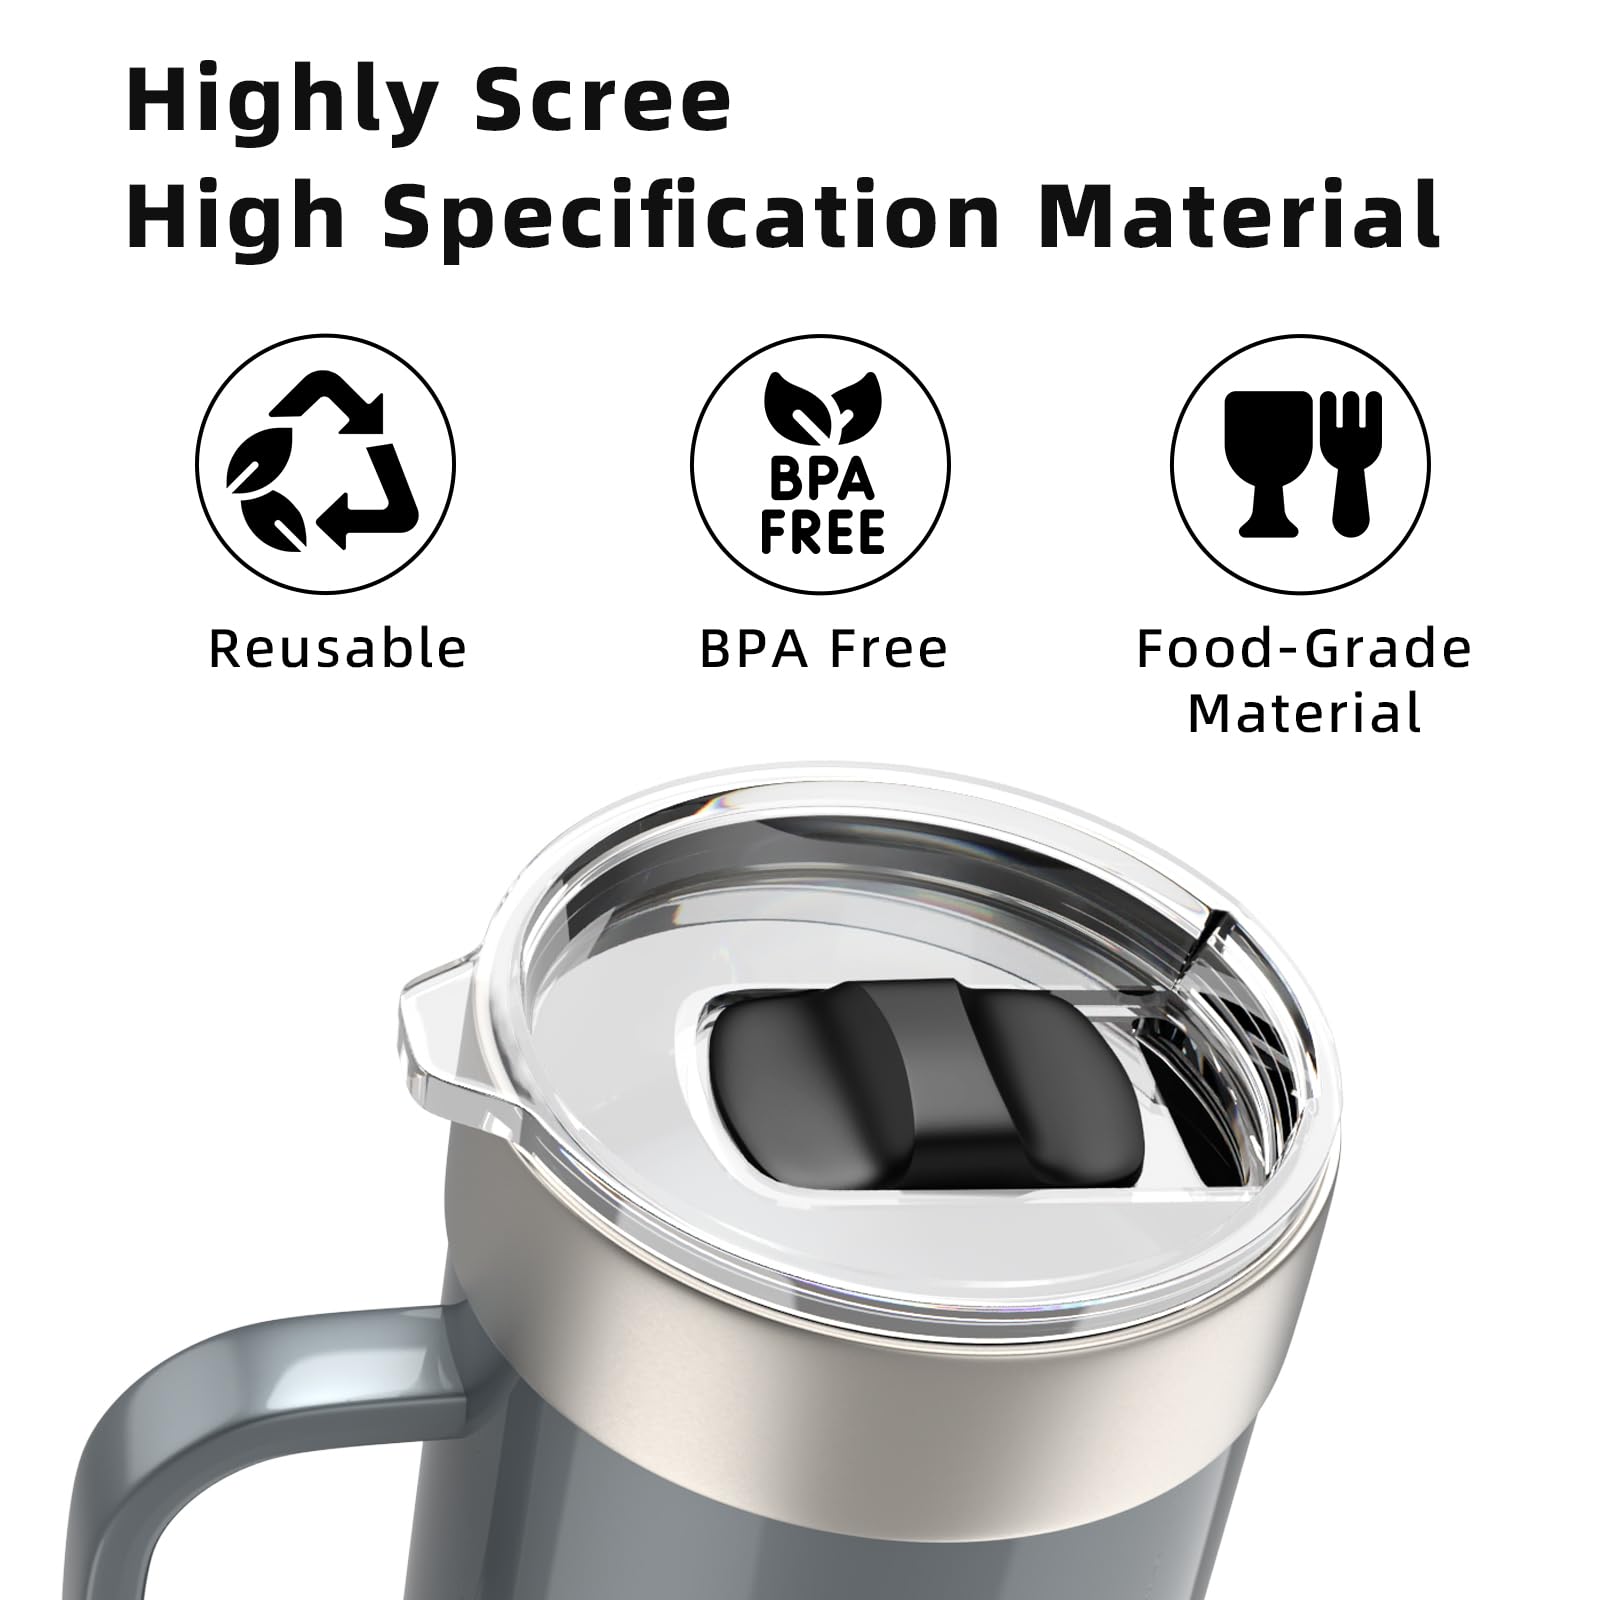 Highly Scree
High Specification Material
BPA
FREE
Reusable
BPA Free
Food-Grade
Material